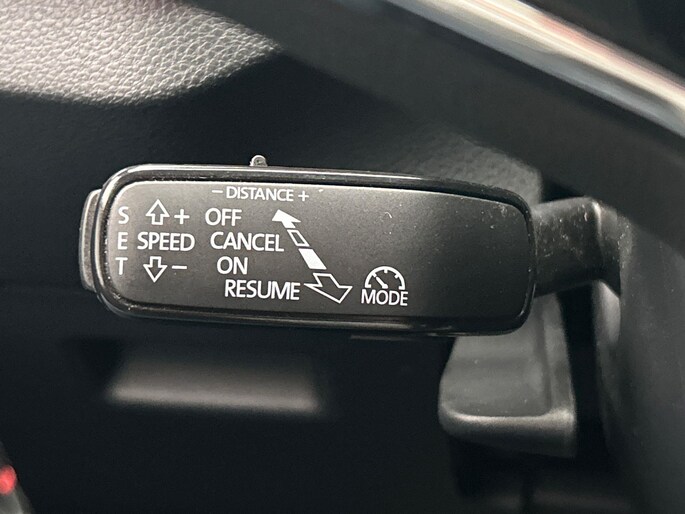 − DISTANCE +
S + OFF
E SPEED CANCEL
T − ON
RESUME
MODE